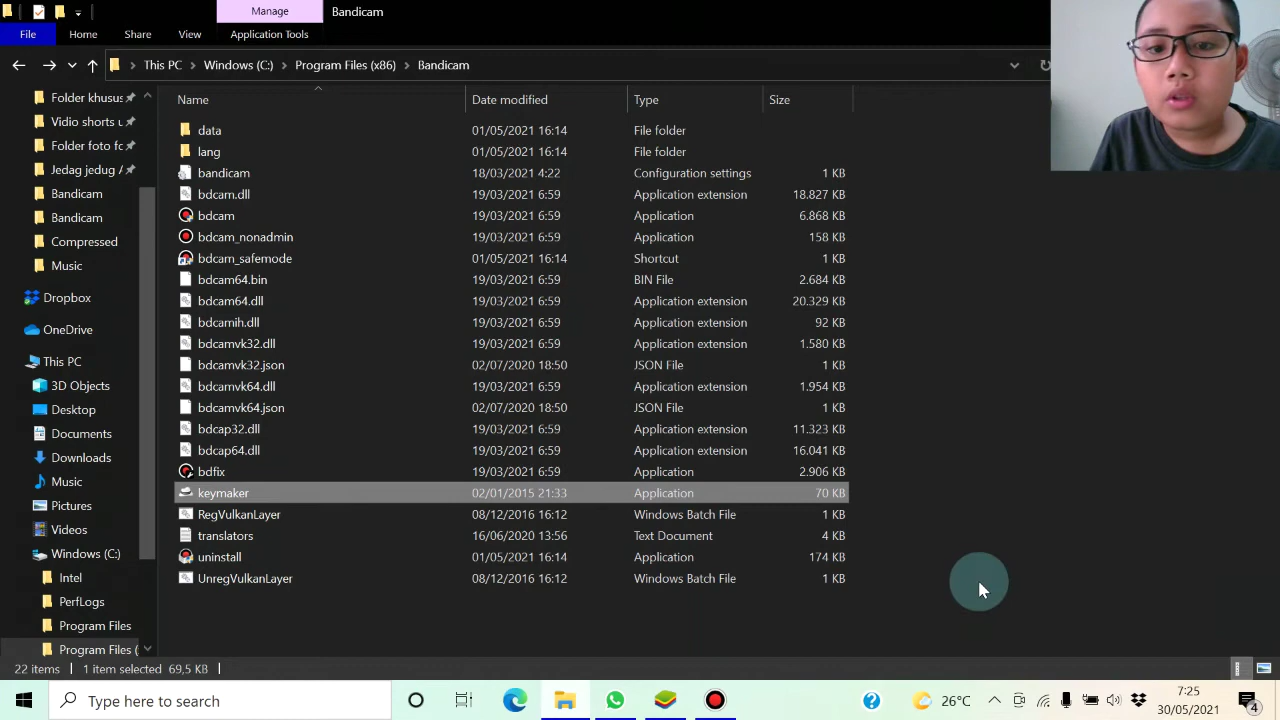 Manage
Bandicam
File
Home
Share
View
Application Tools
This PC
Windows (C:)
Program Files (x86)
Bandicam
Name
Date modified
Type
Size
Folder khusus
Vidio shorts u
Folder foto fo
Jedag jedug /
Bandicam
Bandicam
Compressed
Music
Dropbox
OneDrive
This PC
3D Objects
Desktop
Documents
Downloads
Music
Pictures
Videos
Windows (C:)
Intel
PerfLogs
Program Files
Program Files (
data 01/05/2021 16:14 File folder
lang 01/05/2021 16:14 File folder
bandicam 18/03/2021 4:22 Configuration settings 1 KB
bdcam.dll 19/03/2021 6:59 Application extension 18.827 KB
bdcam 19/03/2021 6:59 Application 6.868 KB
bdcam_nonadmin 19/03/2021 6:59 Application 158 KB
bdcam_safemode 01/05/2021 16:14 Shortcut 1 KB
bdcam64.bin 19/03/2021 6:59 BIN File 2.684 KB
bdcam64.dll 19/03/2021 6:59 Application extension 20.329 KB
bdcamih.dll 19/03/2021 6:59 Application extension 92 KB
bdcamvk32.dll 19/03/2021 6:59 Application extension 1.580 KB
bdcamvk32.json 02/07/2020 18:50 JSON File 1 KB
bdcamvk64.dll 19/03/2021 6:59 Application extension 1.954 KB
bdcamvk64.json 02/07/2020 18:50 JSON File 1 KB
bdcap32.dll 19/03/2021 6:59 Application extension 11.323 KB
bdcap64.dll 19/03/2021 6:59 Application extension 16.041 KB
bdfix 19/03/2021 6:59 Application 2.906 KB
keymaker 02/01/2015 21:33 Application 70 KB
RegVulkanLayer 08/12/2016 16:12 Windows Batch File 1 KB
translators 16/06/2020 13:56 Text Document 4 KB
uninstall 01/05/2021 16:14 Application 174 KB
UnregVulkanLayer 08/12/2016 16:12 Windows Batch File 1 KB
22 items 1 item selected 69,5 KB
Type here to search
26°C
7:25
30/05/2021
4